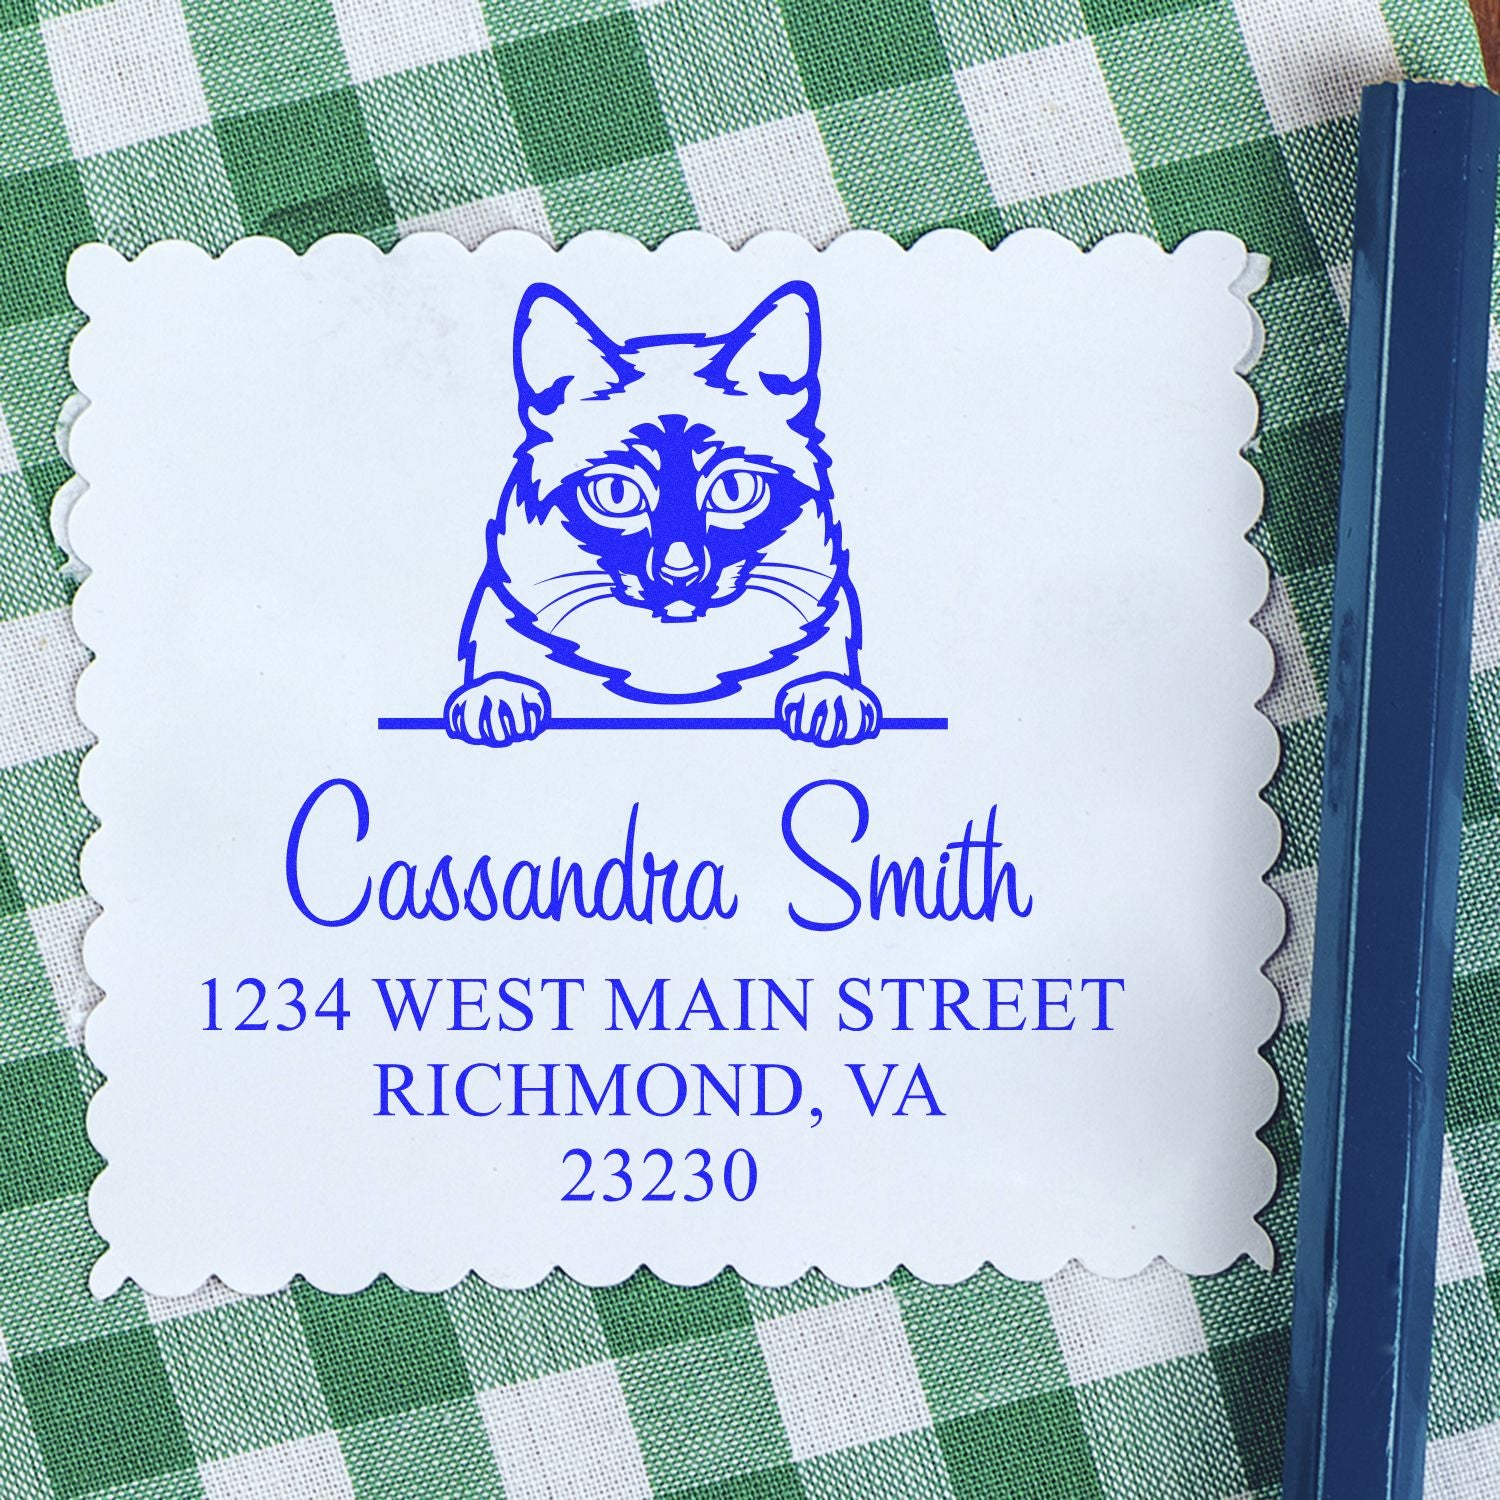 Cassandra Smith
1234 WEST MAIN STREET
RICHMOND, VA
23230